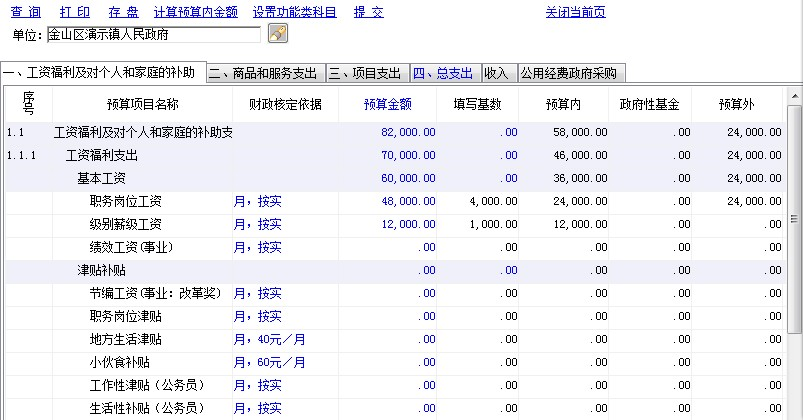 查 询 打 印 存 盘 计算预算内金额 设置功能类科目 提 交 关闭当前页
单位: 金山区演示镇人民政府
一、工资福利及对个人和家庭的补助 二、商品和服务支出 三、项目支出 四、总支出 收入 公用经费政府采购
序号 预算项目名称 财政核定依据 预算金额 填写基数 预算内 政府性基金 预算外
1.1 工资福利及对个人和家庭的补助支 82,000.00 .00 58,000.00 .00 24,000.00
1.1.1 工资福利支出 70,000.00 .00 46,000.00 .00 24,000.00
基本工资 60,000.00 .00 36,000.00 .00 24,000.00
职务岗位工资 月，按实 48,000.00 4,000.00 24,000.00 .00 24,000.00
级别薪级工资 月，按实 12,000.00 1,000.00 12,000.00 .00 .00
绩效工资(事业) 月，按实 .00 .00 .00 .00 .00
津贴补贴 .00 .00 .00 .00 .00
节编工资(事业：改革奖) 月，按实 .00 .00 .00 .00 .00
职务岗位津贴 月，按实 .00 .00 .00 .00 .00
地方生活津贴 月，40元／月 .00 .00 .00 .00 .00
小伙食补贴 月，60元／月 .00 .00 .00 .00 .00
工作性津贴（公务员） 月，按实 .00 .00 .00 .00 .00
生活性补贴（公务员） 月，按实 .00 .00 .00 .00 .00